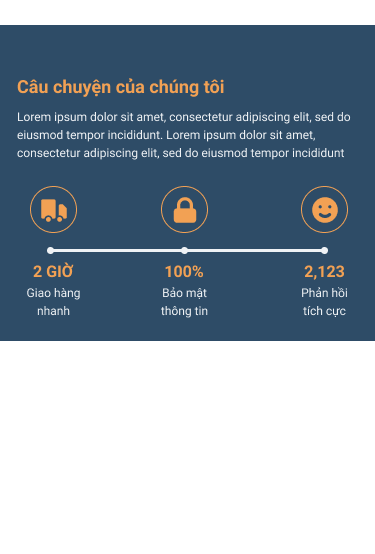 Câu chuyện của chúng tôi
Lorem ipsum dolor sit amet, consectetur adipiscing elit, sed do
eiusmod tempor incididunt. Lorem ipsum dolor sit amet,
consectetur adipiscing elit, sed do eiusmod tempor incididunt
2 GIỜ
Giao hàng
nhanh
100%
Bảo mật
thông tin
2,123
Phản hồi
tích cực